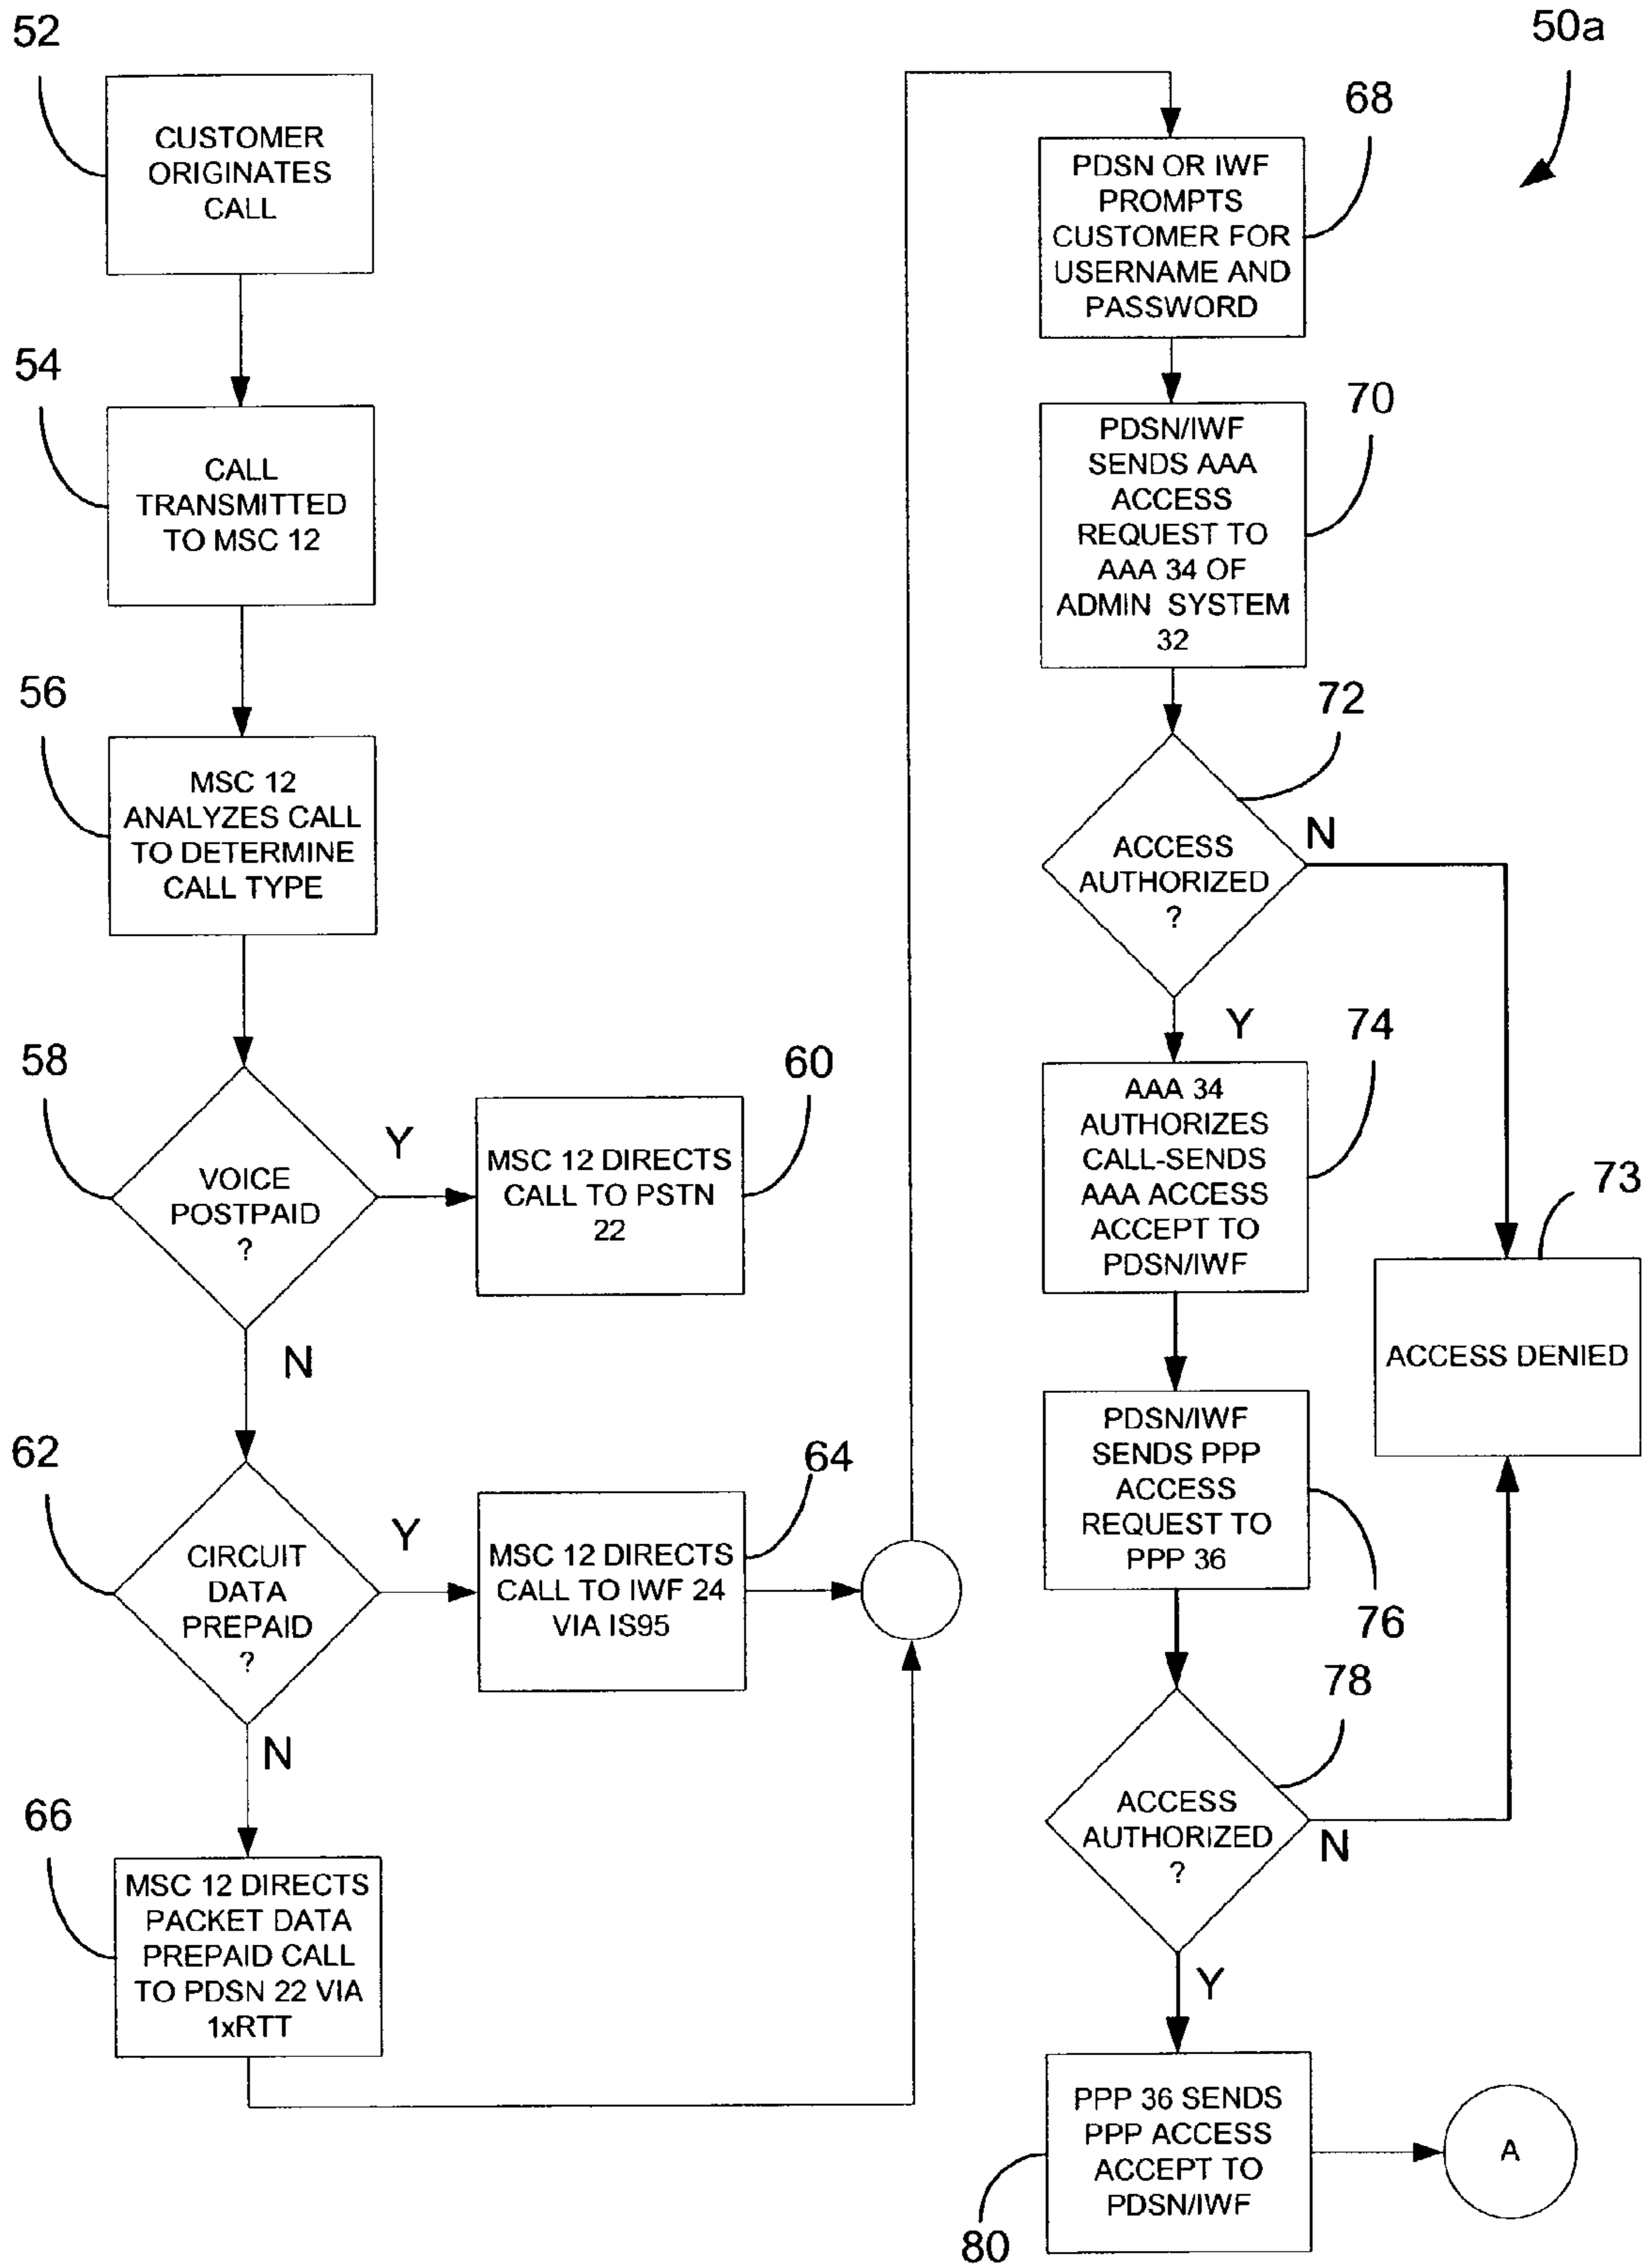 52
CUSTOMER
ORIGINATES
CALL
54
CALL
TRANSMITTED
TO MSC 12
56
MSC 12
ANALYZES CALL
TO DETERMINE
CALL TYPE
58
VOICE
POSTPAID
?
Y
N
60
MSC 12 DIRECTS
CALL TO PSTN
22
62
CIRCUIT
DATA
PREPAID
?
Y
N
64
MSC 12 DIRECTS
CALL TO IWF 24
VIA IS95
66
MSC 12 DIRECTS
PACKET DATA
PREPAID CALL
TO PDSN 22 VIA
1xRTT
50a
68
PDSN OR IWF
PROMPTS
CUSTOMER FOR
USERNAME AND
PASSWORD
70
PDSN/IWF
SENDS AAA
ACCESS
REQUEST TO
AAA 34 OF
ADMIN SYSTEM
32
72
ACCESS
AUTHORIZED
?
N
Y
73
ACCESS DENIED
74
AAA 34
AUTHORIZES
CALL-SENDS
AAA ACCESS
ACCEPT TO
PDSN/IWF
PDSN/IWF
SENDS PPP
ACCESS
REQUEST TO
PPP 36
76
78
ACCESS
AUTHORIZED
?
N
Y
PPP 36 SENDS
PPP ACCESS
ACCEPT TO
PDSN/IWF
80
A